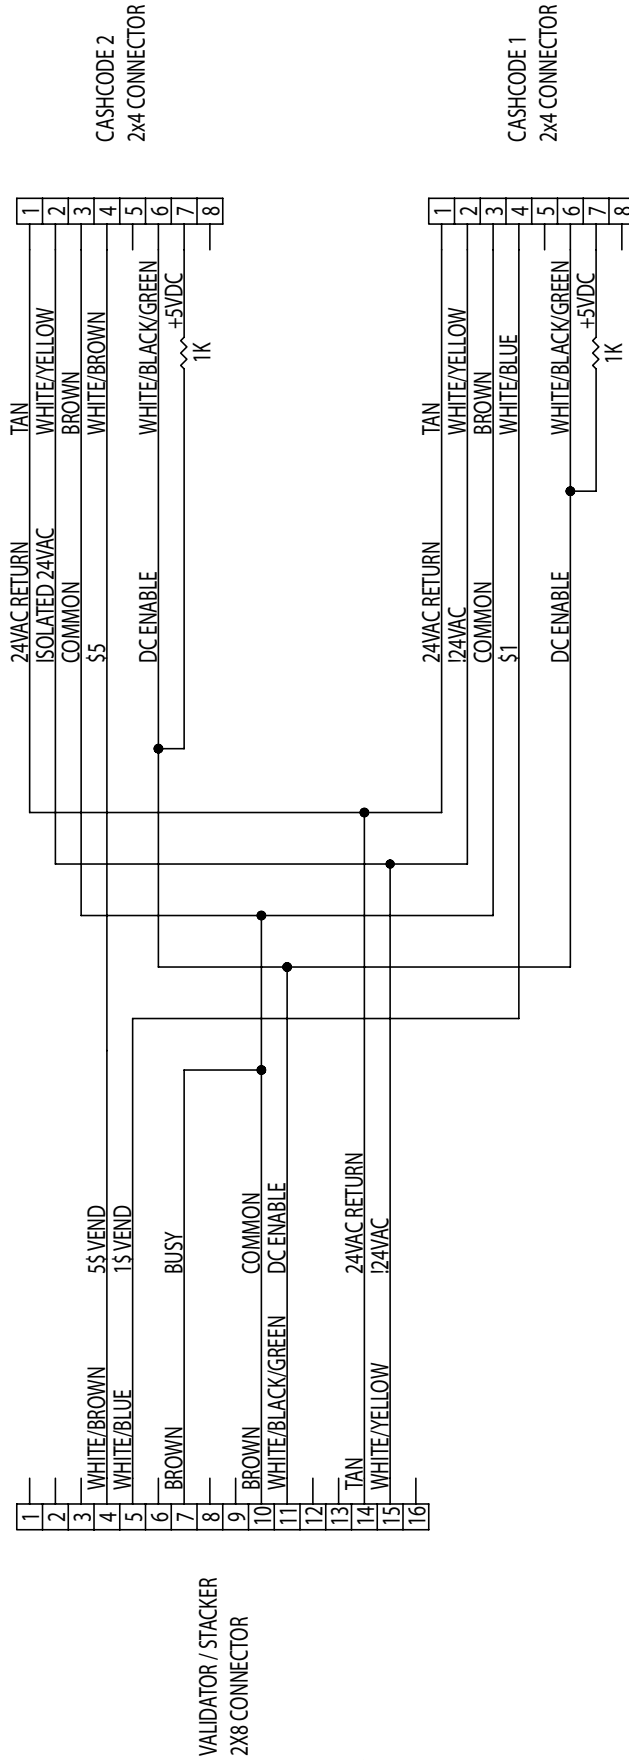 CASHCODE 2
2x4 CONNECTOR
1
2
3
4
5
6
7
8
24VAC RETURN TAN
ISOLATED 24VAC WHITE/YELLOW
COMMON BROWN
$5 WHITE/BROWN
DC ENABLE WHITE/BLACK/GREEN
+5VDC
1K
CASHCODE 1
2x4 CONNECTOR
1
2
3
4
5
6
7
8
24VAC RETURN TAN
!24VAC WHITE/YELLOW
COMMON BROWN
$1 WHITE/BLUE
DC ENABLE WHITE/BLACK/GREEN
+5VDC
1K
VALIDATOR / STACKER
2X8 CONNECTOR
1
2
3
4
5
6
7
8
9
10
11
12
13
14
15
16
WHITE/BROWN 5$ VEND
WHITE/BLUE 1$ VEND
BROWN BUSY
BROWN COMMON
WHITE/BLACK/GREEN DC ENABLE
TAN 24VAC RETURN
WHITE/YELLOW !24VAC